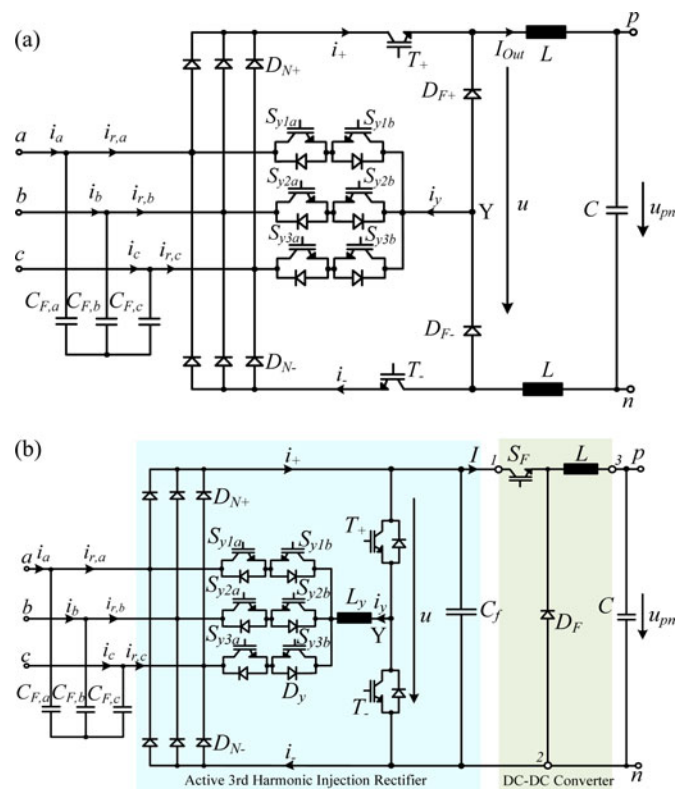 (a)
i+
T+
IOut
L
p
DN+
DF+
Sy1a
Sy1b
a
ia
ir,a
Sy2a
Sy2b
b
ib
ir,b
iy
Y
u
C
upn
Sy3a
Sy3b
c
ic
ir,c
CF,a
CF,b
CF,c
DF-
DN-
i-
T-
L
n
(b)
i+
I
1
SF
L
3
p
DN+
T+
Sy1a
Sy1b
a
ia
ir,a
Sy2a
Sy2b
Ly
iy
b
ib
ir,b
Y
u
Cf
DF
C
upn
Sy3a
Sy3b
c
ic
ir,c
CF,a
CF,b
CF,c
Dy
T-
DN-
i-
2
n
Active 3rd Harmonic Injection Rectifier
DC-DC Converter